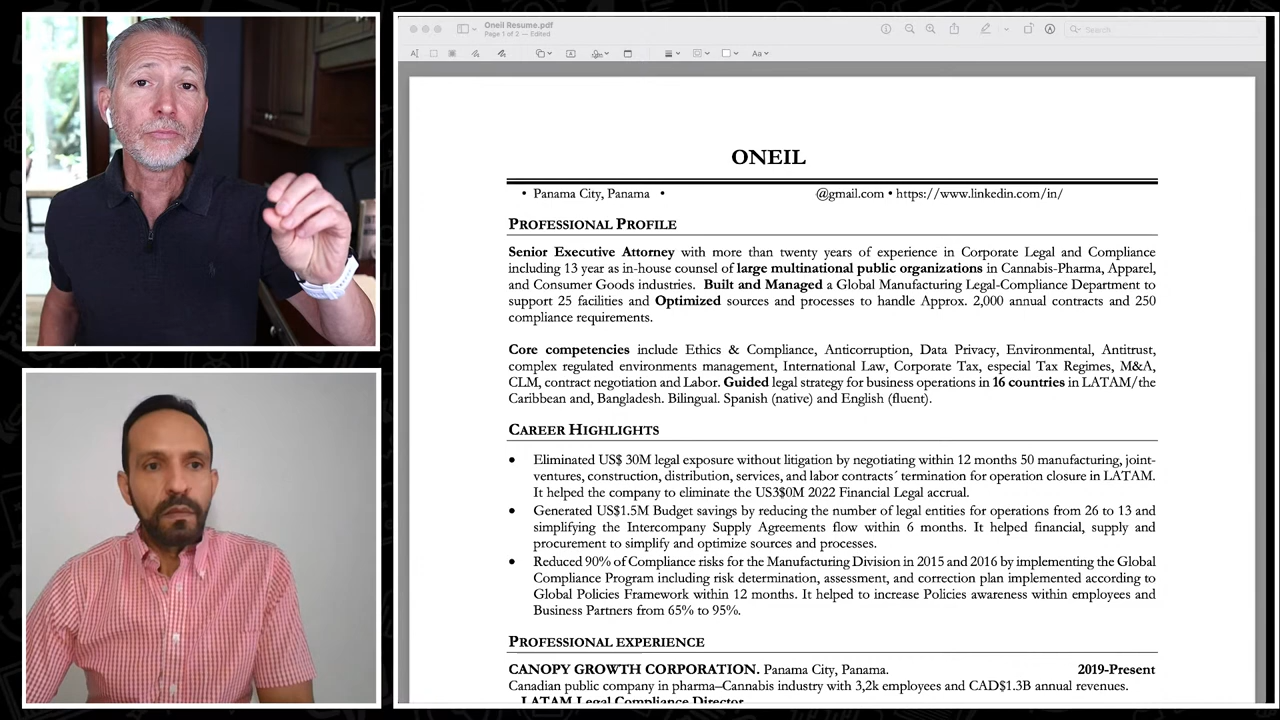 Oneil Resume.pdf
Page 1 of 2 — Edited
Search
Aa
ONEIL
• Panama City, Panama •
@gmail.com • https://www.linkedin.com/in/
PROFESSIONAL PROFILE
Senior Executive Attorney with more than twenty years of experience in Corporate Legal and Compliance
including 13 year as in-house counsel of large multinational public organizations in Cannabis-Pharma, Apparel,
and Consumer Goods industries. Built and Managed a Global Manufacturing Legal-Compliance Department to
support 25 facilities and Optimized sources and processes to handle Approx. 2,000 annual contracts and 250
compliance requirements.
Core competencies include Ethics & Compliance, Anticorruption, Data Privacy, Environmental, Antitrust,
complex regulated environments management, International Law, Corporate Tax, especial Tax Regimes, M&A,
CLM, contract negotiation and Labor. Guided legal strategy for business operations in 16 countries in LATAM/the
Caribbean and, Bangladesh. Bilingual. Spanish (native) and English (fluent).
CAREER HIGHLIGHTS
• Eliminated US$ 30M legal exposure without litigation by negotiating within 12 months 50 manufacturing, joint-
ventures, construction, distribution, services, and labor contracts´ termination for operation closure in LATAM.
It helped the company to eliminate the US3$0M 2022 Financial Legal accrual.
• Generated US$1.5M Budget savings by reducing the number of legal entities for operations from 26 to 13 and
simplifying the Intercompany Supply Agreements flow within 6 months. It helped financial, supply and
procurement to simplify and optimize sources and processes.
• Reduced 90% of Compliance risks for the Manufacturing Division in 2015 and 2016 by implementing the Global
Compliance Program including risk determination, assessment, and correction plan implemented according to
Global Policies Framework within 12 months. It helped to increase Policies awareness within employees and
Business Partners from 65% to 95%.
PROFESSIONAL EXPERIENCE
CANOPY GROWTH CORPORATION. Panama City, Panama. 2019-Present
Canadian public company in pharma–Cannabis industry with 3,2k employees and CAD$1.3B annual revenues.
LATAM Legal Compliance Director